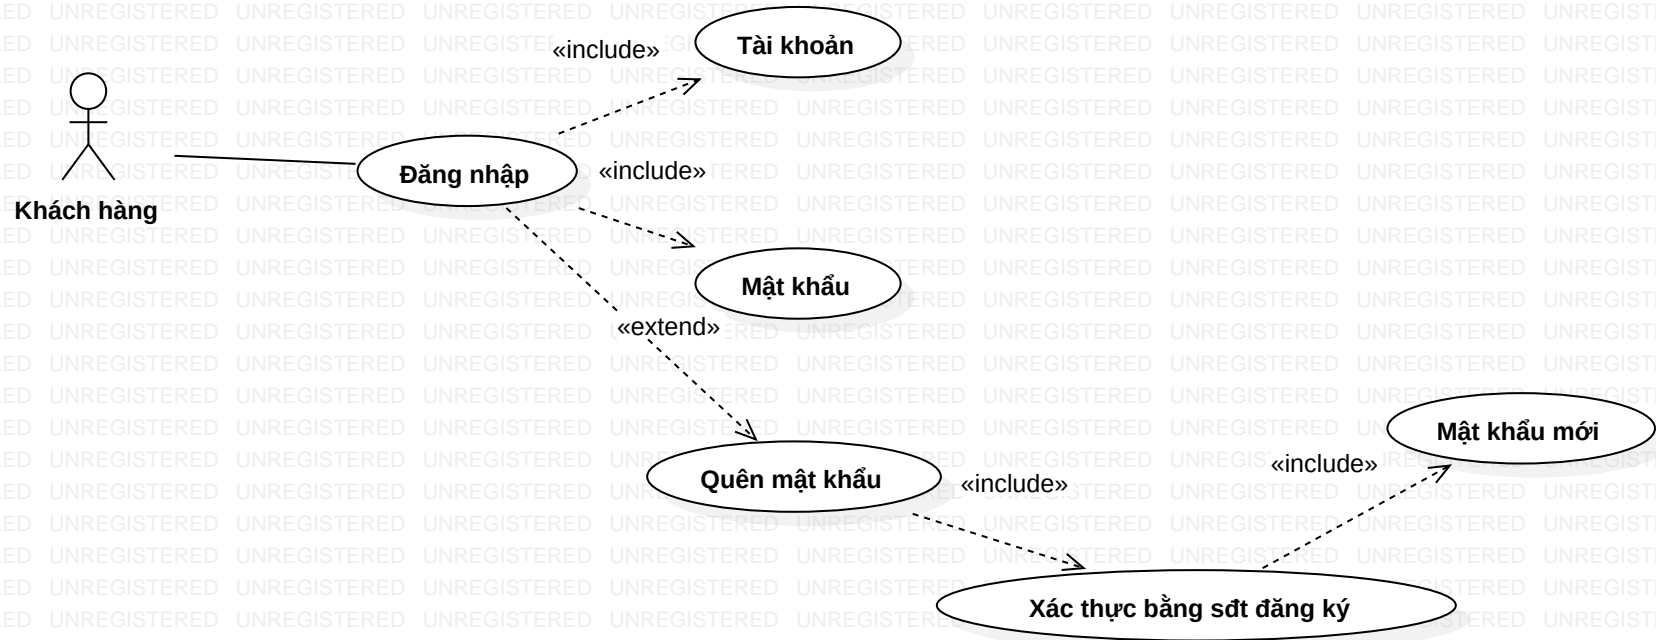 «include»
Tài khoản
Đăng nhập
«include»
Khách hàng
Mật khẩu
«extend»
Mật khẩu mới
«include»
Quên mật khẩu
«include»
Xác thực bằng sđt đăng ký
UNREGISTERED